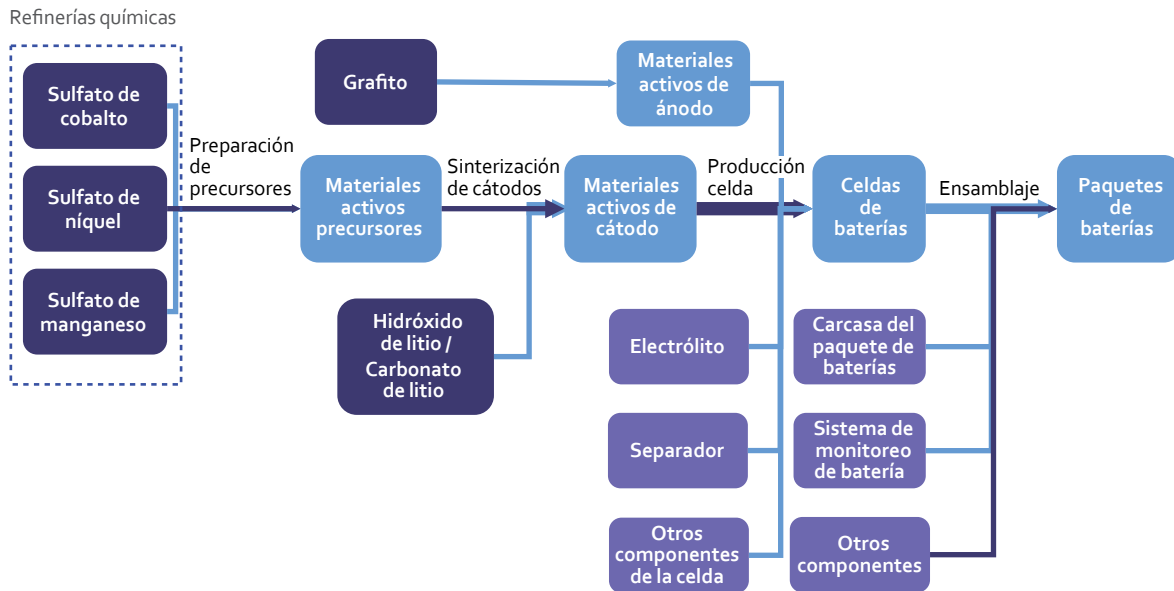 Refinerías químicas
Sulfato de
cobalto
Sulfato de
níquel
Sulfato de
manganeso
Preparación
de
precursores
Grafito
Materiales
activos de
ánodo
Materiales
activos
precursores
Sinterización
de cátodos
Materiales
activos de
cátodo
Producción
celda
Celdas
de
baterías
Ensamblaje
Paquetes
de
baterías
Hidróxido
de litio /
Carbonato
de litio
Electrólito
Separador
Otros
componentes
de la celda
Carcasa del
paquete de
baterías
Sistema de
monitoreo
de batería
Otros
componentes